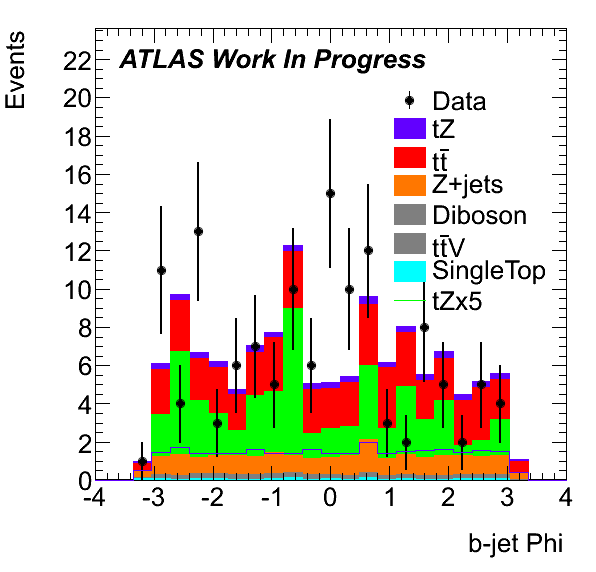 Events
ATLAS Work In Progress
Data
tZ
tt̄
Z+jets
Diboson
tt̄V
SingleTop
tZx5
22
20
18
16
14
12
10
8
6
4
2
0
-4 -3 -2 -1 0 1 2 3 4
b-jet Phi